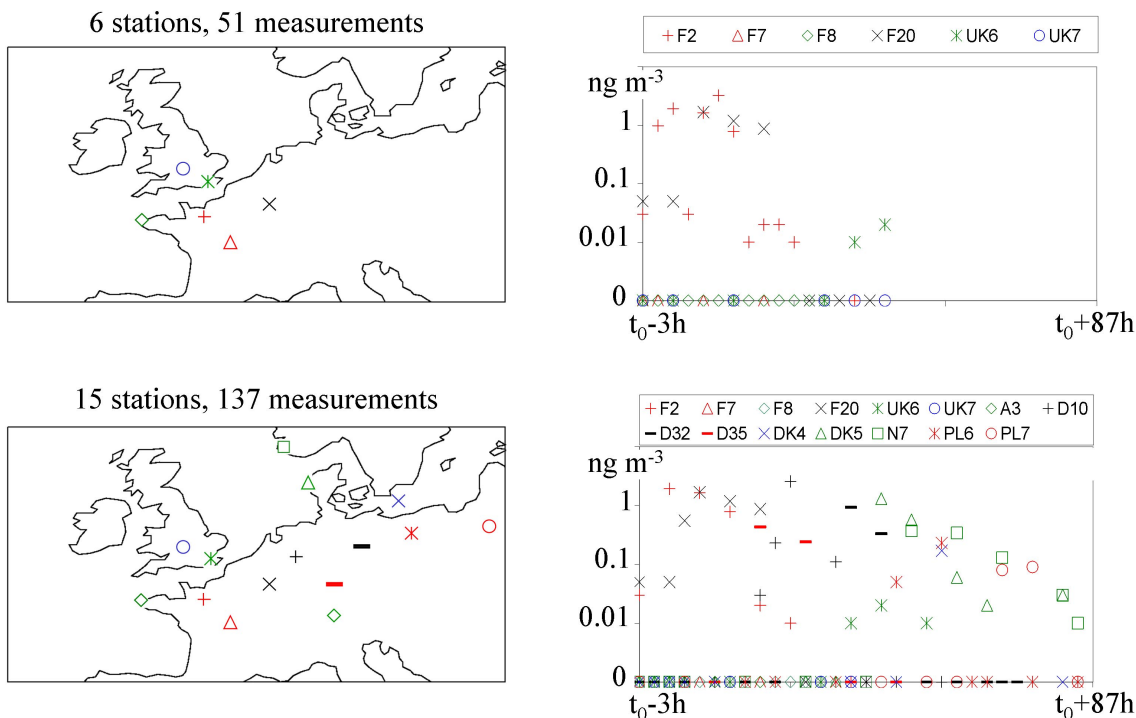 6 stations, 51 measurements
F2 F7 F8 F20 UK6 UK7
ng m⁻³
1
0.1
0.01
0
t₀-3h t₀+87h
15 stations, 137 measurements
F2 F7 F8 F20 UK6 UK7 A3 D10
D32 D35 DK4 DK5 N7 PL6 PL7
ng m⁻³
1
0.1
0.01
0
t₀-3h t₀+87h